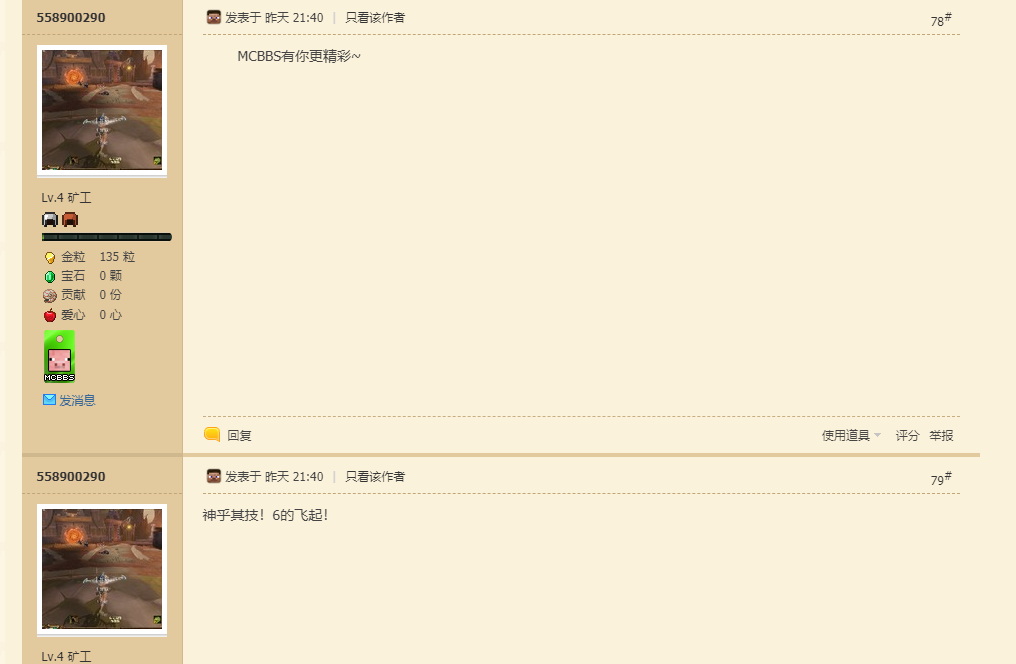 558900290
发表于 昨天 21:40 | 只看该作者
78#
MCBBS有你更精彩~
Lv.4 矿工
金粒 135 粒
宝石 0 颗
贡献 0 份
爱心 0 心
MCBBS
发消息
回复
使用道具 评分 举报
558900290
发表于 昨天 21:40 | 只看该作者
79#
神乎其技！6的飞起！
Lv.4 矿工